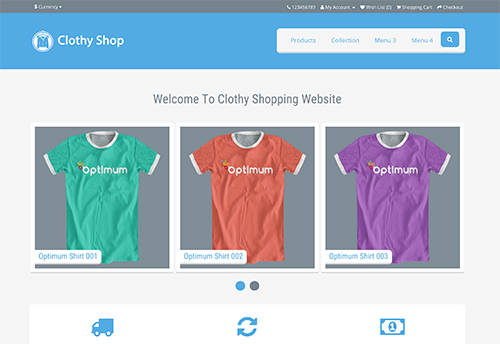 $ Currency
123456789 My Account Wish List (0) Shopping Cart Checkout
Clothy Shop
Products Collection Menu 3 Menu 4
Welcome To Clothy Shopping Website
optimum
optimum
optimum
Optimum Shirt 001
Optimum Shirt 002
Optimum Shirt 003
1